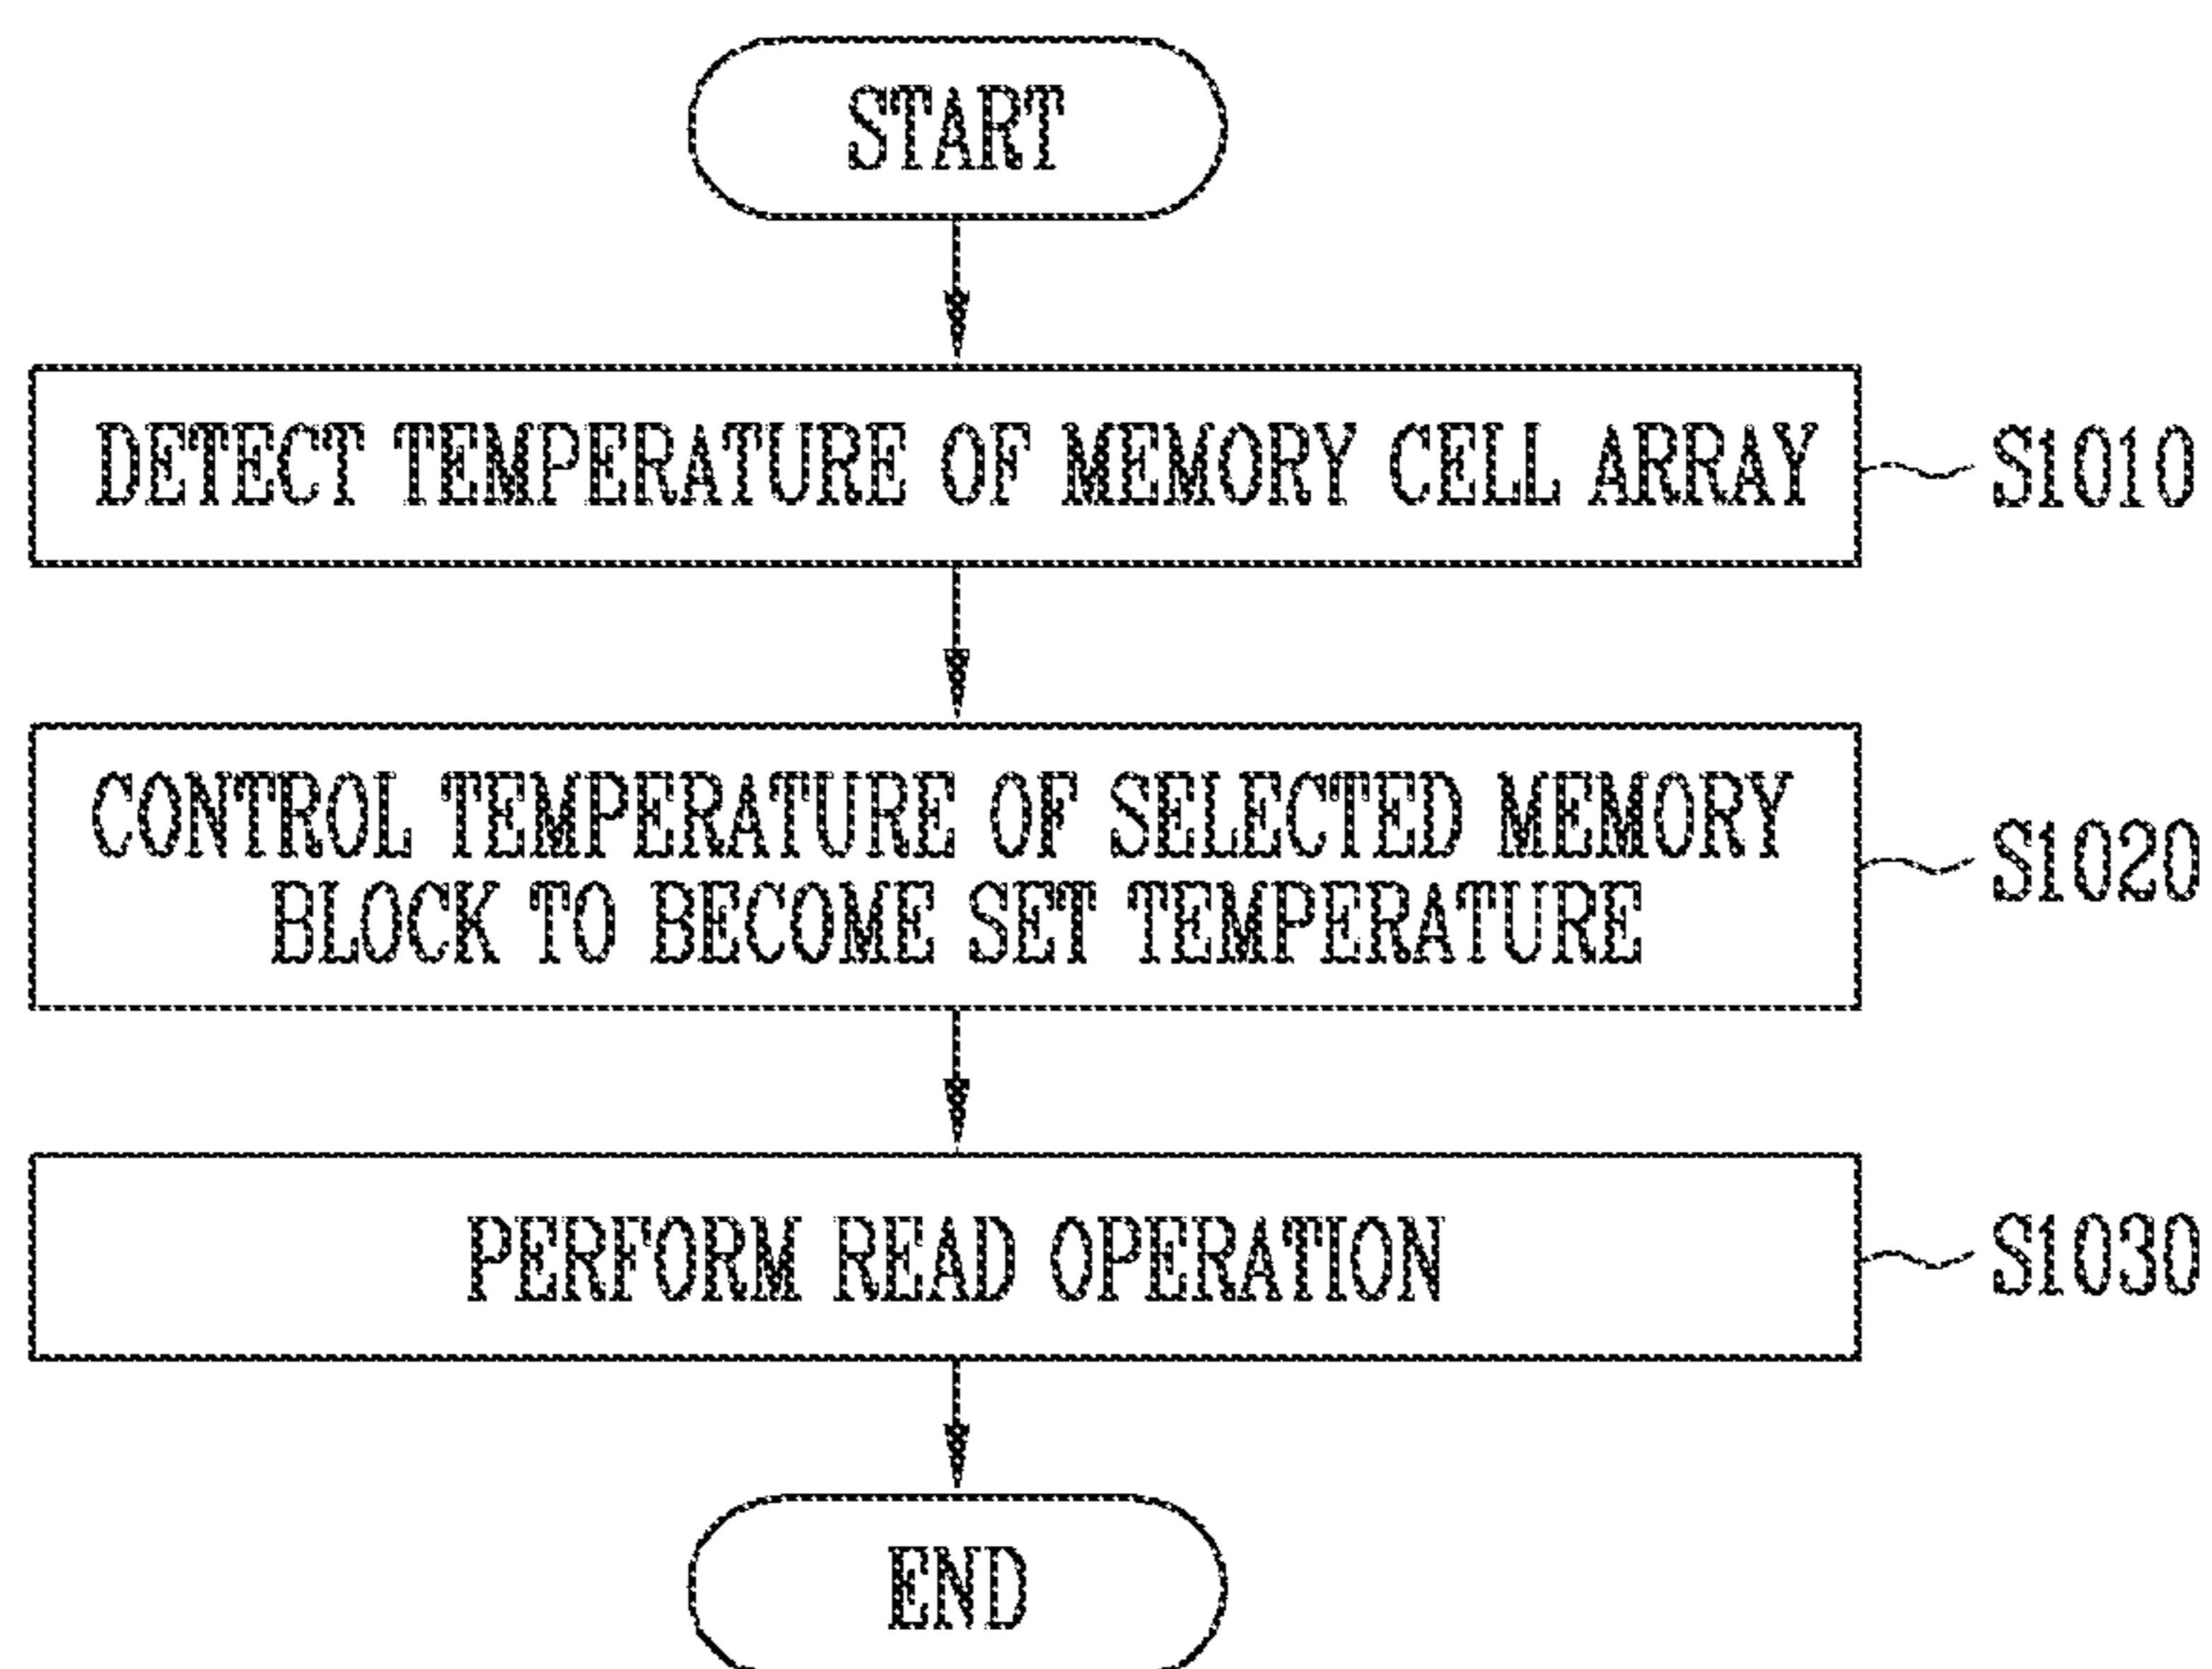 START
DETECT TEMPERATURE OF MEMORY CELL ARRAY
S1010
CONTROL TEMPERATURE OF SELECTED MEMORY
BLOCK TO BECOME SET TEMPERATURE
S1020
PERFORM READ OPERATION
S1030
END